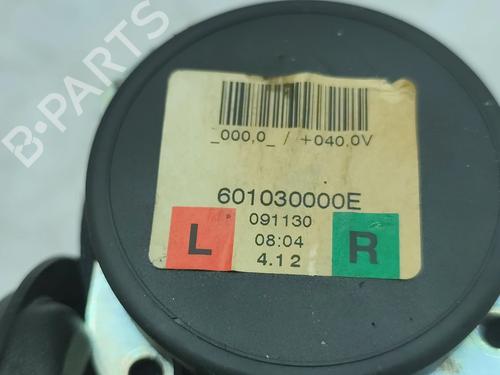 B-PARTS
_000,0_ / +040.0V
601030000E
L
091130
R
08:04
4.12